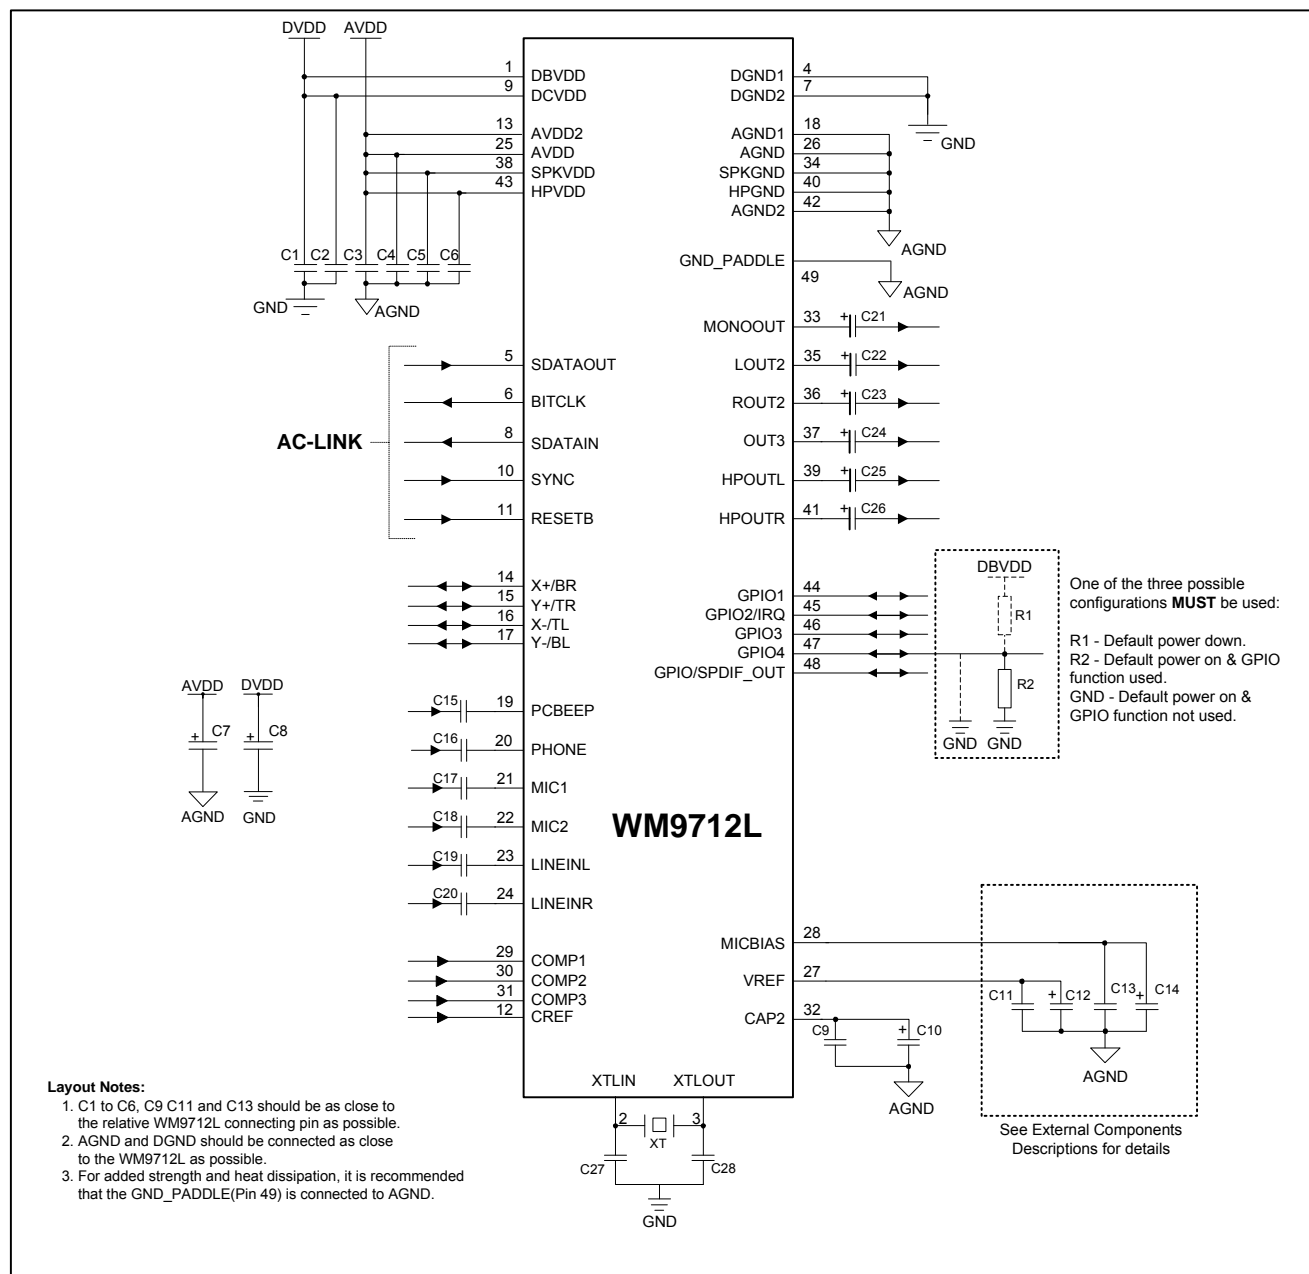 DVDD AVDD
1 DBVDD
9 DCVDD
13 AVDD2
25 AVDD
38 SPKVDD
43 HPVDD
C1 C2 C3 C4 C5 C6
GND AGND
DGND1 4
DGND2 7
GND
AGND1 18
AGND 26
SPKGND 34
HPGND 40
AGND2 42
AGND
GND_PADDLE
49
AGND
AC-LINK
5 SDATAOUT
6 BITCLK
8 SDATAIN
10 SYNC
11 RESETB
MONOOUT 33 + C21
LOUT2 35 + C22
ROUT2 36 + C23
OUT3 37 + C24
HPOUTL 39 + C25
HPOUTR 41 + C26
14 X+/BR
15 Y+/TR
16 X-/TL
17 Y-/BL
GPIO1 44
GPIO2/IRQ 45
GPIO3 46
GPIO4 47
GPIO/SPDIF_OUT 48
DBVDD
R1
R2
GND GND
One of the three possible
configurations MUST be used:
R1 - Default power down.
R2 - Default power on & GPIO
function used.
GND - Default power on &
GPIO function not used.
AVDD DVDD
+ C7 + C8
AGND GND
C15 19 PCBEEP
C16 20 PHONE
C17 21 MIC1
C18 22 MIC2
C19 23 LINEINL
C20 24 LINEINR
WM9712L
29 COMP1
30 COMP2
31 COMP3
12 CREF
MICBIAS 28
VREF 27
CAP2 32
C9 + C10
AGND
C11 + C12 C13 + C14
AGND
See External Components
Descriptions for details
XTLIN XTLOUT
2 3
XT
C27 C28
GND
Layout Notes:
1. C1 to C6, C9 C11 and C13 should be as close to
the relative WM9712L connecting pin as possible.
2. AGND and DGND should be connected as close
to the WM9712L as possible.
3. For added strength and heat dissipation, it is recommended
that the GND_PADDLE(Pin 49) is connected to AGND.